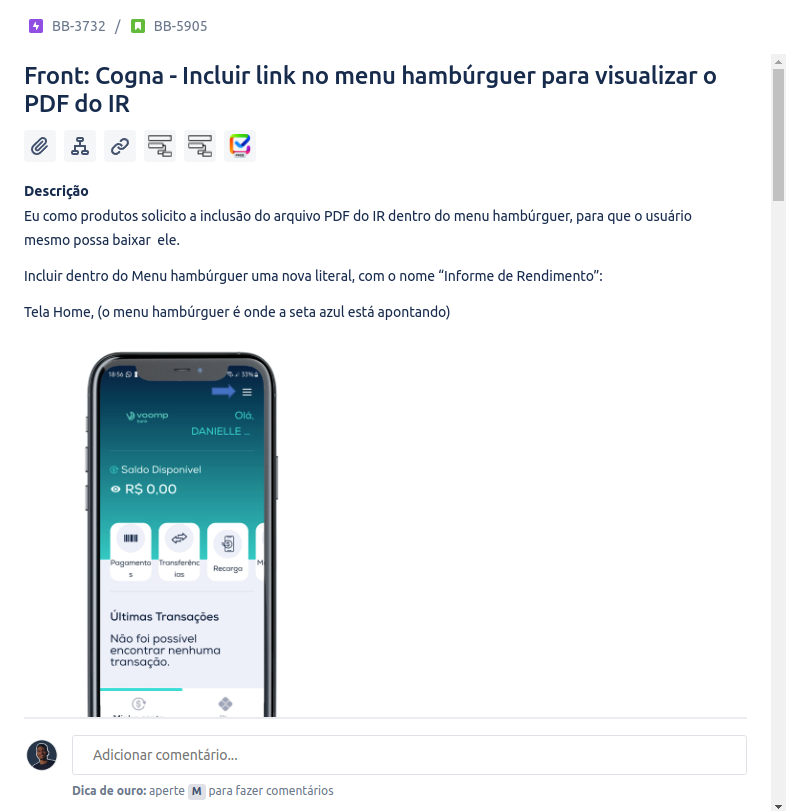 BB-3732 / BB-5905
Front: Cogna - Incluir link no menu hambúrguer para visualizar o
PDF do IR
Descrição
Eu como produtos solicito a inclusão do arquivo PDF do IR dentro do menu hambúrguer, para que o usuário
mesmo possa baixar  ele.
Incluir dentro do Menu hambúrguer uma nova literal, com o nome “Informe de Rendimento”:
Tela Home, (o menu hambúrguer é onde a seta azul está apontando)
18:56 33%
voomp
bank
Olá,
DANIELLE ...
Saldo Disponível
R$ 0,00
Pagamento
s
Transferênc
ias
Recarga
M
Últimas Transações
Não foi possível
encontrar nenhuma
transação.
Adicionar comentário...
Dica de ouro: aperte M para fazer comentários